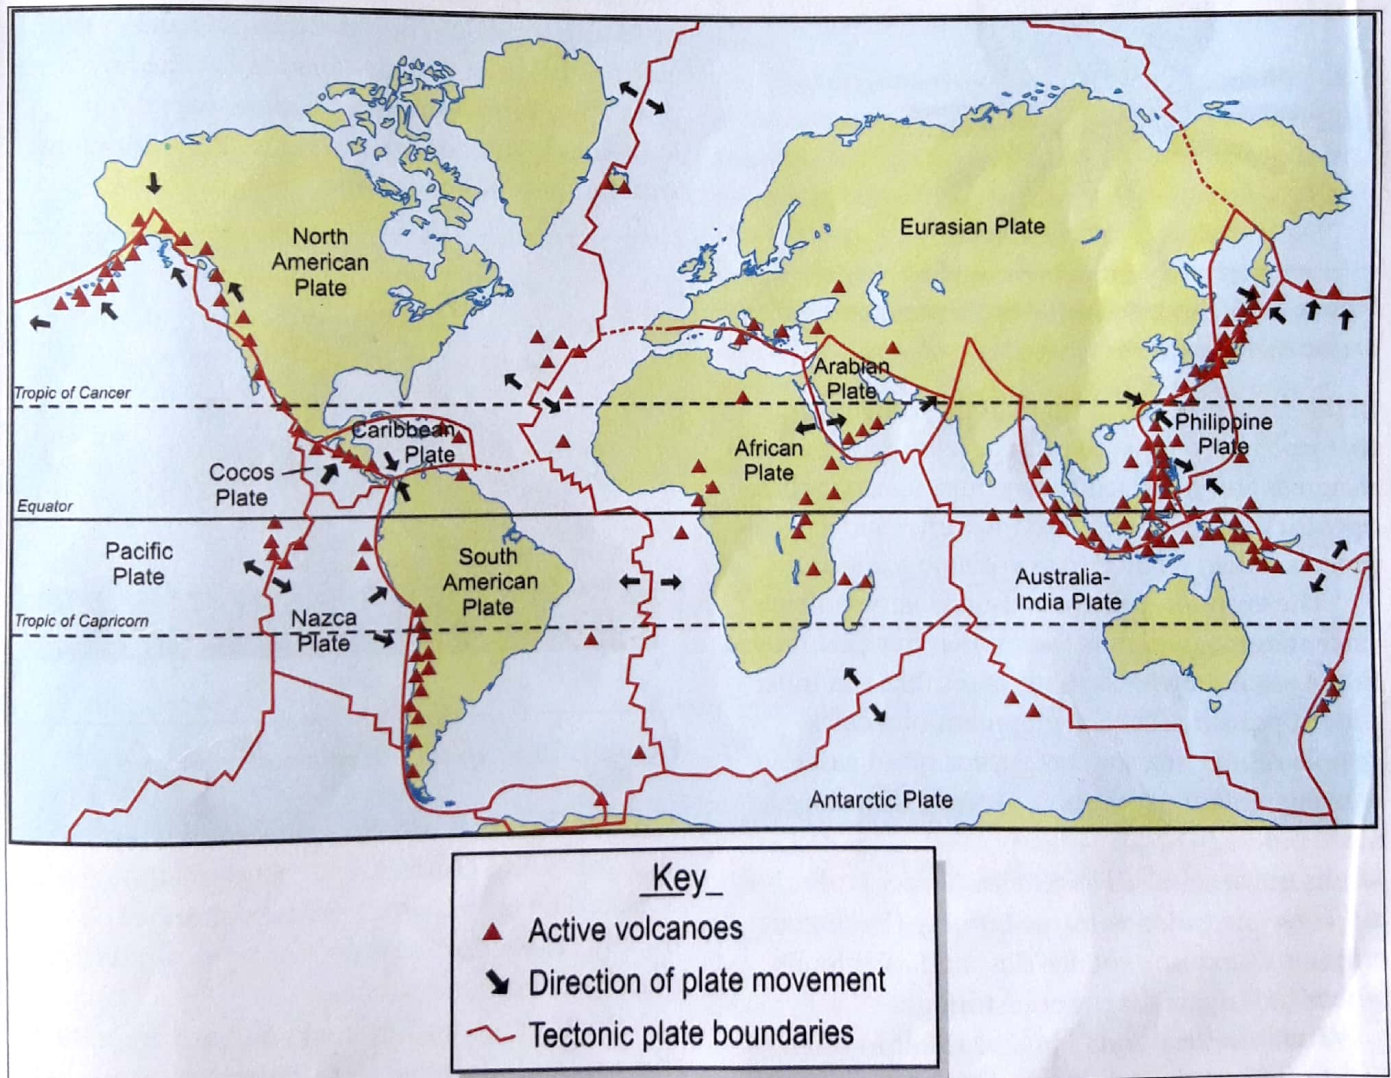 North
American
Plate
Eurasian Plate
Tropic of Cancer
Arabian
Plate
Caribbean
Plate
African
Plate
Philippine
Plate
Cocos
Plate
Equator
Pacific
Plate
South
American
Plate
Australia-
India Plate
Nazca
Plate
Tropic of Capricorn
Antarctic Plate
Key
Active volcanoes
Direction of plate movement
Tectonic plate boundaries